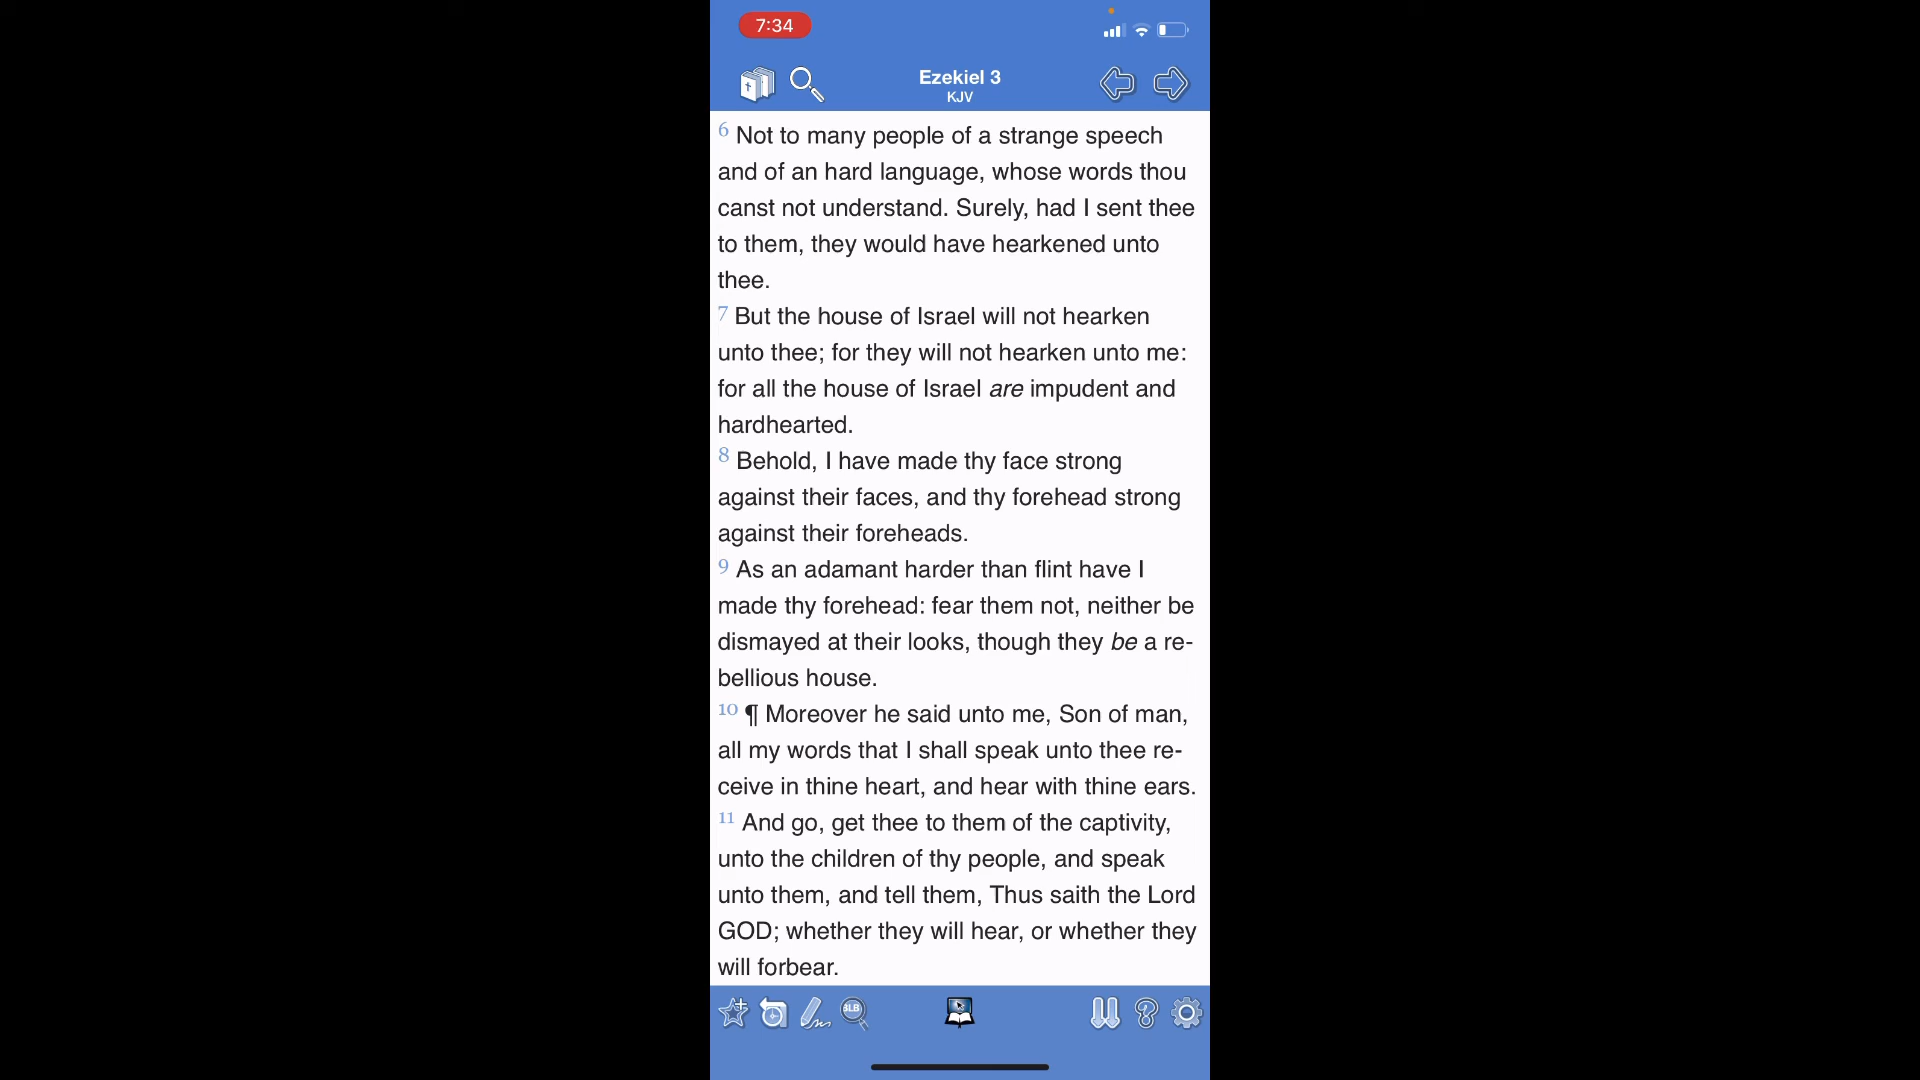 7:34
Ezekiel 3
KJV
6 Not to many people of a strange speech
and of an hard language, whose words thou
canst not understand. Surely, had I sent thee
to them, they would have hearkened unto
thee.
7 But the house of Israel will not hearken
unto thee; for they will not hearken unto me:
for all the house of Israel are impudent and
hardhearted.
8 Behold, I have made thy face strong
against their faces, and thy forehead strong
against their foreheads.
9 As an adamant harder than flint have I
made thy forehead: fear them not, neither be
dismayed at their looks, though they be a re-
bellious house.
10 ¶ Moreover he said unto me, Son of man,
all my words that I shall speak unto thee re-
ceive in thine heart, and hear with thine ears.
11 And go, get thee to them of the captivity,
unto the children of thy people, and speak
unto them, and tell them, Thus saith the Lord
GOD; whether they will hear, or whether they
will forbear.
BLB